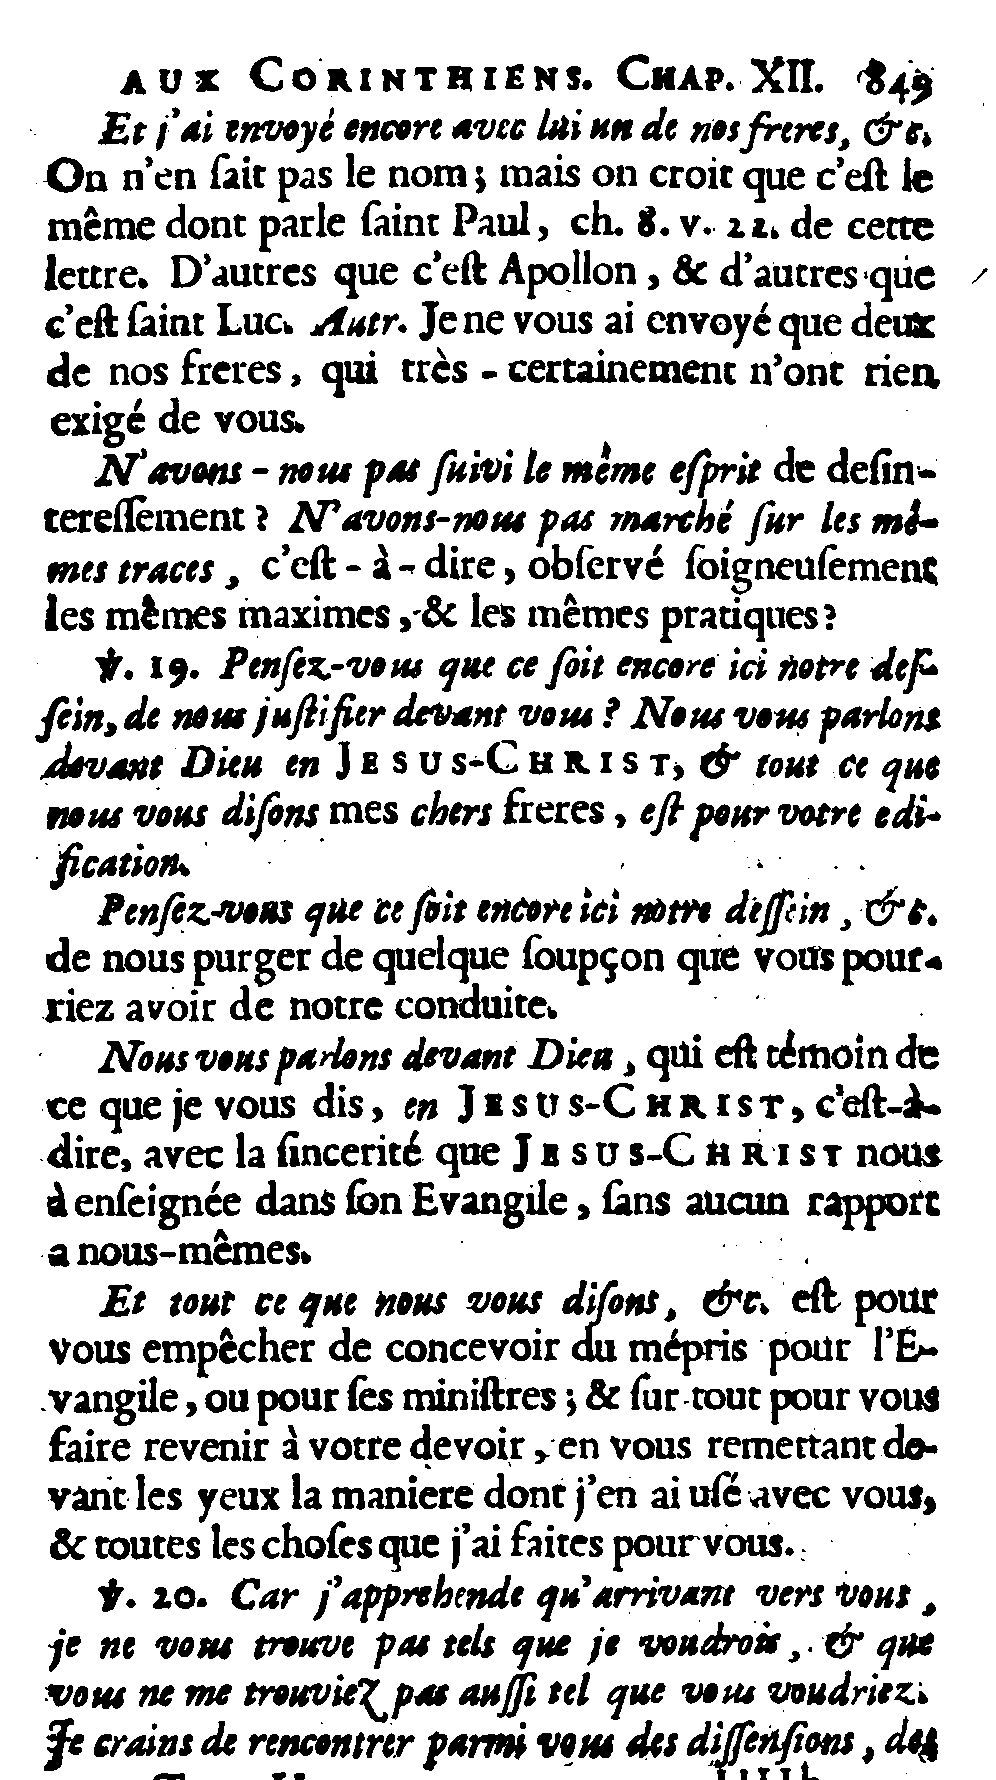 AUX CORINTHIENS. CHAP. XII. 849
Et j'ai envoyé encore avec lui un de nos freres, &c.
On n'en ſait pas le nom; mais on croit que c'eſt le
même dont parle ſaint Paul, ch. 8. v. 22. de cette
lettre. D'autres que c'eſt Apollon, & d'autres que
c'eſt ſaint Luc. Autr. Je ne vous ai envoyé que deux
de nos freres, qui très-certainement n'ont rien
exigé de vous.
N'avons-nous pas ſuivi le même eſprit de deſin-
tereſſement? N'avons-nous pas marché ſur les mê-
mes traces, c'eſt-à-dire, obſervé ſoigneuſement
les mêmes maximes, & les mêmes pratiques?
℣. 19. Penſez-vous que ce ſoit encore ici notre deſ-
ſein, de nous juſtifier devant vous? Nous vous parlons
devant Dieu en JESUS-CHRIST, & tout ce que
nous vous diſons mes chers freres, eſt pour votre edi-
fication.
Penſez-vous que ce ſoit encore ici notre deſſein, &c.
de nous purger de quelque ſoupçon que vous pour-
riez avoir de notre conduite.
Nous vous parlons devant Dieu, qui eſt témoin de
ce que je vous dis, en JESUS-CHRIST, c'eſt-à-
dire, avec la ſincerité que JESUS-CHRIST nous
à enſeignée dans ſon Evangile, ſans aucun rapport
a nous-mêmes.
Et tout ce que nous vous diſons, &c. eſt pour
vous empêcher de concevoir du mépris pour l'E-
vangile, ou pour ſes miniſtres; & ſur-tout pour vous
faire revenir à votre devoir, en vous remettant de-
vant les yeux la maniere dont j'en ai uſé avec vous,
& toutes les choſes que j'ai faites pour vous.
℣. 20. Car j'apprehende qu'arrivant vers vous,
je ne vous trouve pas tels que je voudrois, & que
vous ne me trouviez pas auſſi tel que vous voudriez.
Je crains de rencontrer parmi vous des diſſenſions, des